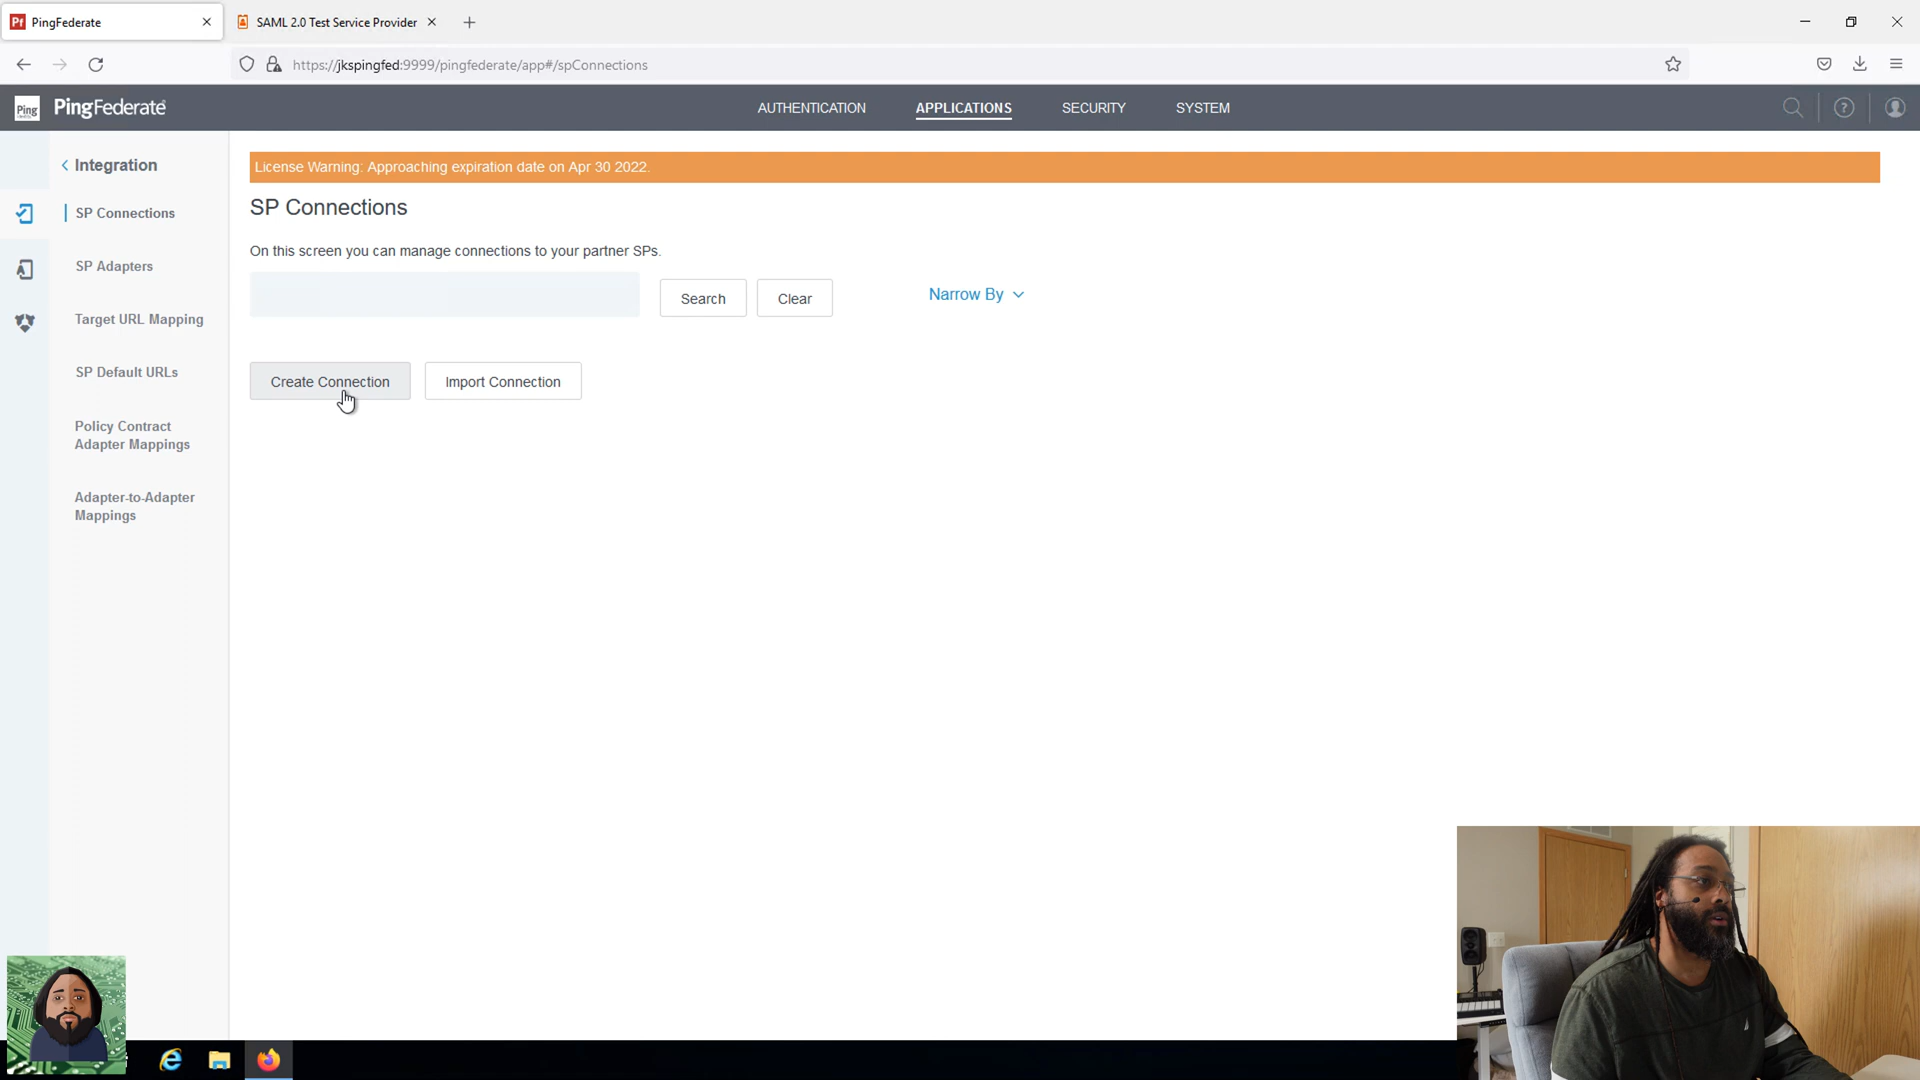 Pf PingFederate
SAML 2.0 Test Service Provider
https://jkspingfed:9999/pingfederate/app#/spConnections
Ping
PingFederate
AUTHENTICATION
APPLICATIONS
SECURITY
SYSTEM
Integration
SP Connections
SP Adapters
Target URL Mapping
SP Default URLs
Policy Contract
Adapter Mappings
Adapter-to-Adapter
Mappings
License Warning: Approaching expiration date on Apr 30 2022.
SP Connections
On this screen you can manage connections to your partner SPs.
Search
Clear
Narrow By
Create Connection
Import Connection